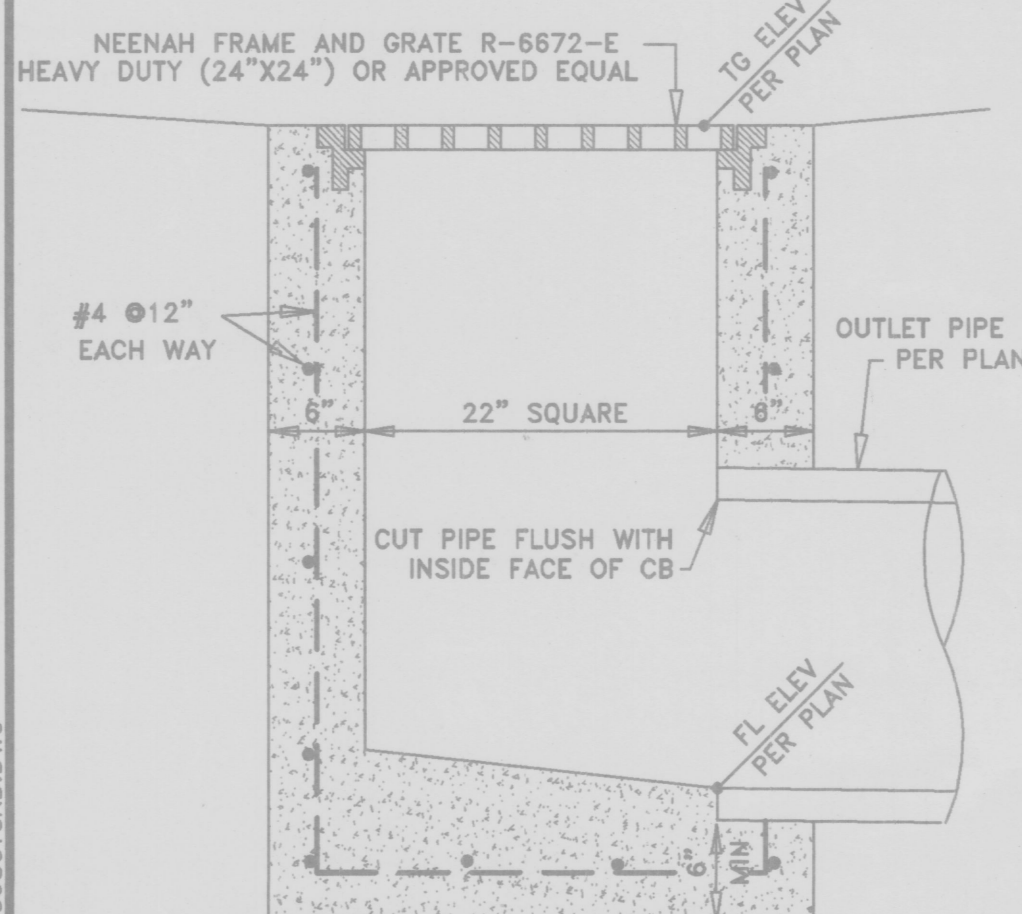 NEENAH FRAME AND GRATE R-6672-E
HEAVY DUTY (24"X24") OR APPROVED EQUAL
TG ELEV
PER PLAN
#4 @12"
EACH WAY
OUTLET PIPE
PER PLAN
6"
22" SQUARE
6"
CUT PIPE FLUSH WITH
INSIDE FACE OF CB
FL ELEV
PER PLAN
6"
MIN